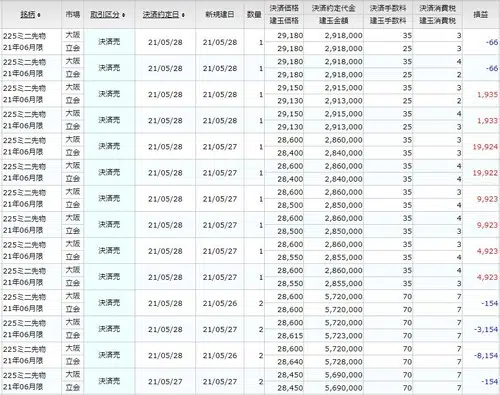 銘柄 市場 取引区分 決済約定日 新規建日 数量 決済価格 決済約定代金 決済手数料 決済消費税 損益
建玉価格 建玉金額 建玉手数料 建玉消費税
225ミニ先物 大阪 決済売 21/05/28 21/05/28 1 29,180 2,918,000 35 3 -66
21年06月限 立会 29,180 2,918,000 25 3
225ミニ先物 大阪 決済売 21/05/28 21/05/28 1 29,180 2,918,000 35 4 -66
21年06月限 立会 29,180 2,918,000 25 2
225ミニ先物 大阪 決済売 21/05/28 21/05/28 1 29,150 2,915,000 35 3 1,935
21年06月限 立会 29,130 2,913,000 25 2
225ミニ先物 大阪 決済売 21/05/28 21/05/28 1 29,150 2,915,000 35 4 1,933
21年06月限 立会 29,130 2,913,000 25 3
225ミニ先物 大阪 決済売 21/05/28 21/05/27 1 28,600 2,860,000 35 3 19,924
21年06月限 立会 28,400 2,840,000 35 3
225ミニ先物 大阪 決済売 21/05/28 21/05/27 1 28,600 2,860,000 35 4 19,922
21年06月限 立会 28,400 2,840,000 35 4
225ミニ先物 大阪 決済売 21/05/28 21/05/27 1 28,600 2,860,000 35 3 9,923
21年06月限 立会 28,500 2,850,000 35 4
225ミニ先物 大阪 決済売 21/05/28 21/05/27 1 28,600 2,860,000 35 4 9,923
21年06月限 立会 28,500 2,850,000 35 3
225ミニ先物 大阪 決済売 21/05/28 21/05/27 1 28,600 2,860,000 35 3 4,923
21年06月限 立会 28,550 2,855,000 35 4
225ミニ先物 大阪 決済売 21/05/28 21/05/27 1 28,600 2,860,000 35 4 4,923
21年06月限 立会 28,550 2,855,000 35 3
225ミニ先物 大阪 決済売 21/05/28 21/05/26 2 28,600 5,720,000 70 7 -154
21年06月限 立会 28,600 5,720,000 70 7
225ミニ先物 大阪 決済売 21/05/27 21/05/27 2 28,600 5,720,000 70 7 -3,154
21年06月限 立会 28,615 5,723,000 70 7
225ミニ先物 大阪 決済売 21/05/28 21/05/26 2 28,600 5,720,000 70 7 -8,154
21年06月限 立会 28,640 5,728,000 70 7
225ミニ先物 大阪 決済売 21/05/27 21/05/27 2 28,450 5,690,000 70 7 -154
21年06月限 立会 28,450 5,690,000 70 7